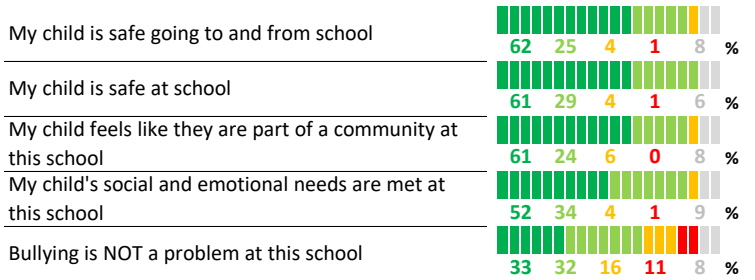 My child is safe going to and from school
62 25 4 1 8 %
My child is safe at school
61 29 4 1 6 %
My child feels like they are part of a community at
this school
61 24 6 0 8 %
My child's social and emotional needs are met at
this school
52 34 4 1 9 %
Bullying is NOT a problem at this school
33 32 16 11 8 %